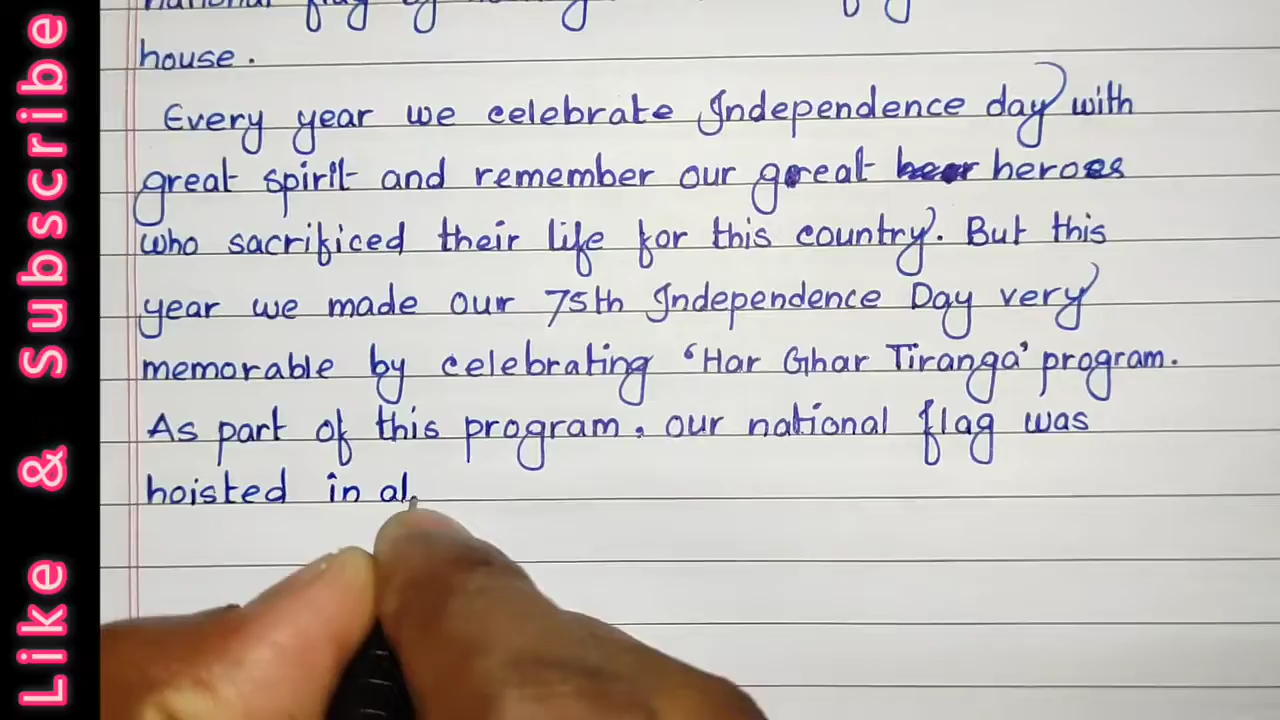 house.
Every year we celebrate Independence day with
great spirit and remember our great heroes
who sacrificed their life for this country. But this
year we made our 75th Independence Day very
memorable by celebrating 'Har Ghar Tiranga' program.
As part of this program, our national flag was
hoisted in al
Like & Subscribe